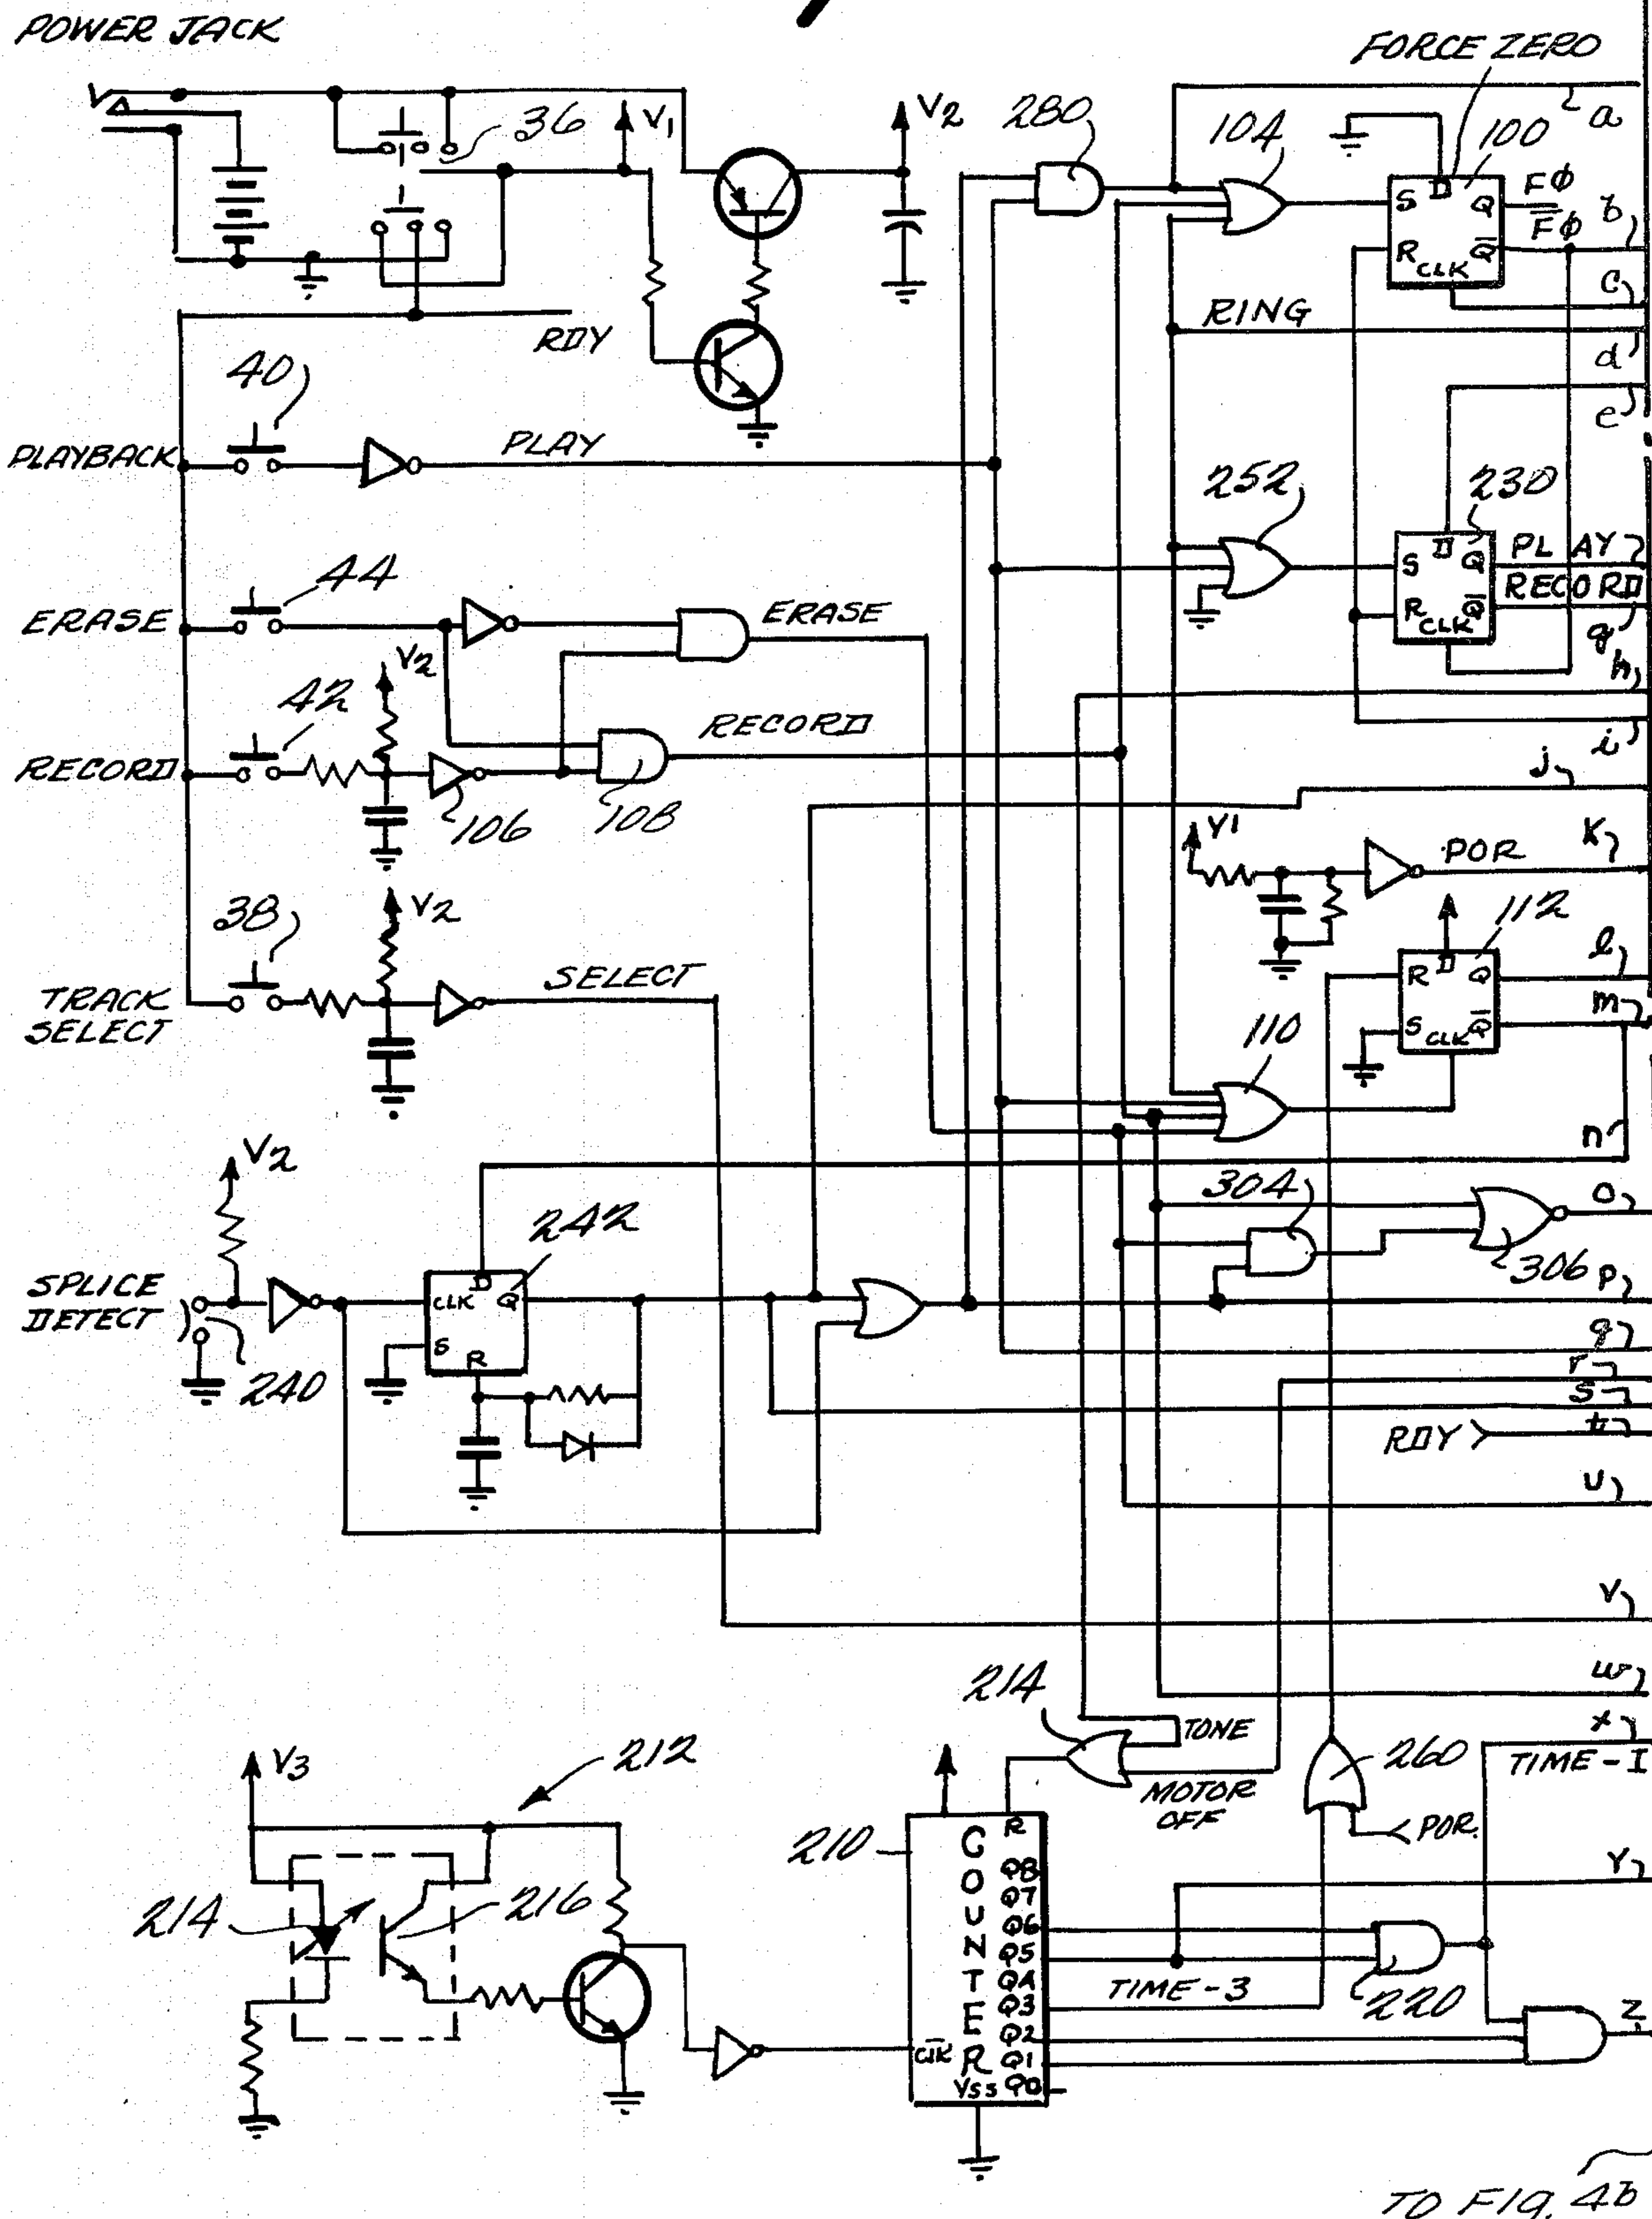 POWER JACK
FORCE ZERO
36
V1
V2
280
104
100
a
S D Q FΦ
F̅Φ̅
b
R CLK Q̅
c
RING
d
RDY
e
40
PLAYBACK
PLAY
252
230
S D Q PLAY
RECORD
R CLK Q̅
g
44
ERASE
ERASE
h
V2
42
RECORD
RECORD
i
j
106
108
V1
POR
K
38
V2
112
l
R D Q
TRACK
SELECT
SELECT
m
S CLK Q̅
110
n
V2
304
o
242
306
SPLICE
DETECT
D
CLK Q
p
S
R
q
240
r
s
RDY
t
u
v
w
214
TONE
x
212
V3
260
TIME-1
MOTOR
OFF
POR
210
COUNTER
R
Q8
Y
Q7
214
216
Q6
Q5
Q4
TIME-3
220
Q3
Q2
Z
C̅l̅K̅
Q1
VSS Q0
TO FIG. 4b